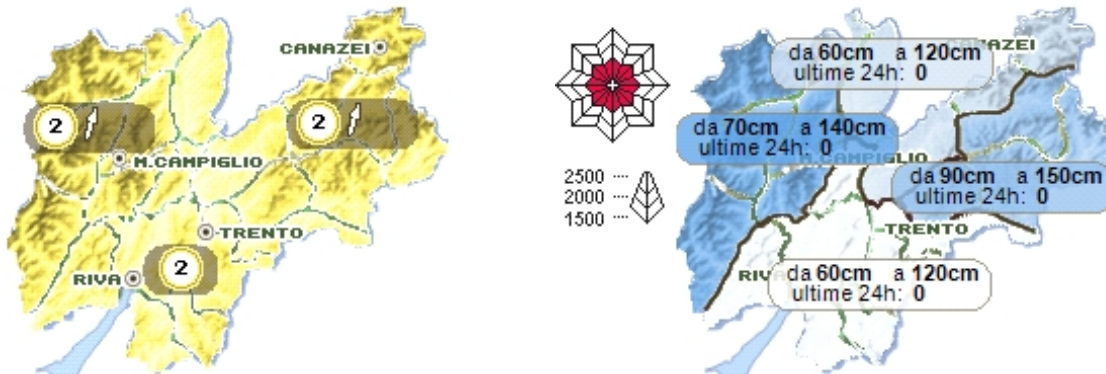 CANAZEI
2
2
M.CAMPIGLIO
TRENTO
RIVA
2
2500
2000
1500
CANAZEI
da 60cm a 120cm
ultime 24h: 0
da 70cm a 140cm
ultime 24h: 0
M.CAMPIGLIO
da 90cm a 150cm
ultime 24h: 0
TRENTO
RIVA
da 60cm a 120cm
ultime 24h: 0